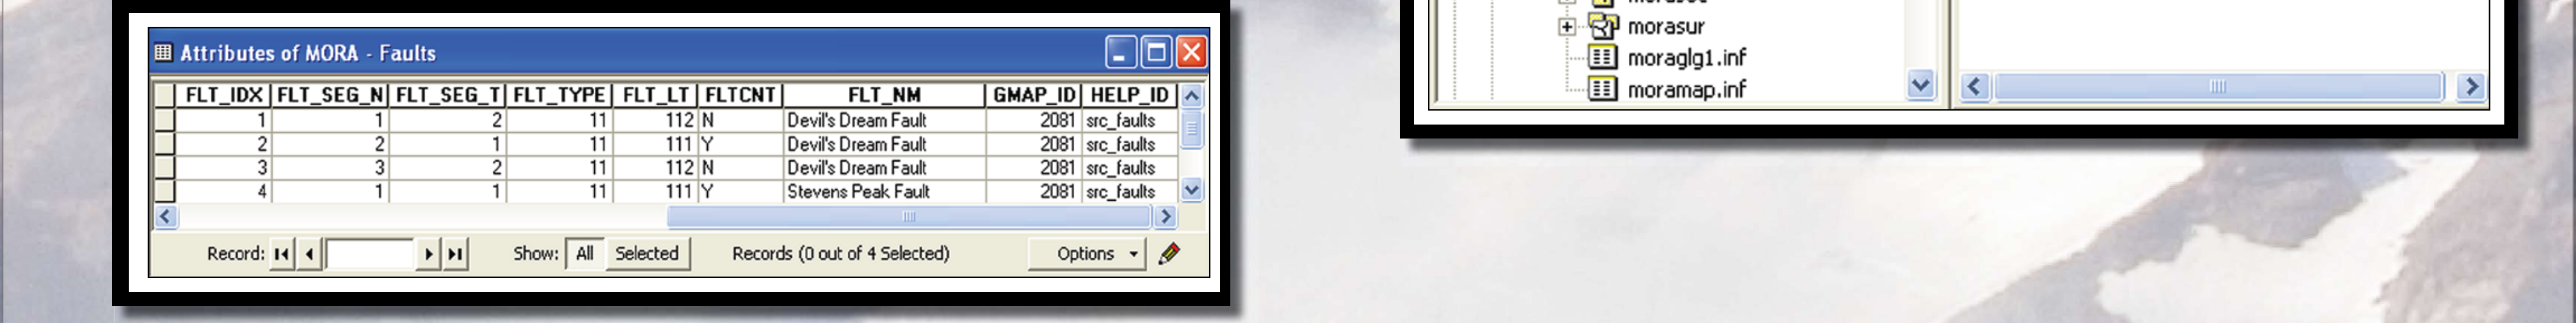 Attributes of MORA - Faults
FLT_IDX FLT_SEG_N FLT_SEG_T FLT_TYPE FLT_LT FLTCNT FLT_NM GMAP_ID HELP_ID
1 1 2 11 112 N Devil's Dream Fault 2081 src_faults
2 2 1 11 111 Y Devil's Dream Fault 2081 src_faults
3 3 2 11 112 N Devil's Dream Fault 2081 src_faults
4 1 1 11 111 Y Stevens Peak Fault 2081 src_faults
Record: Show: All Selected Records (0 out of 4 Selected) Options
morasur
moraglg1.inf
moramap.inf